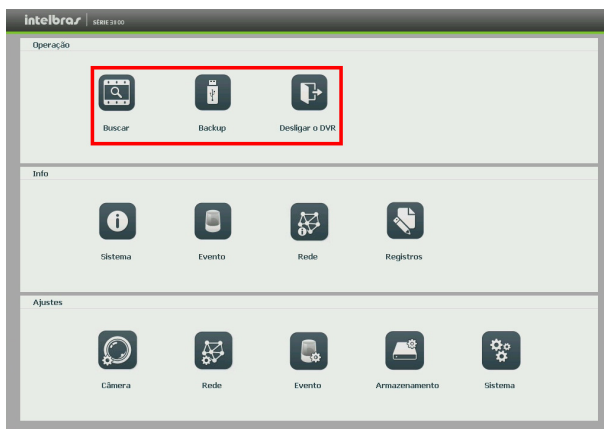 intelbras SÉRIE 3000
Operação
Buscar Backup Desligar o DVR
Info
Sistema Evento Rede Registros
Ajustes
Câmera Rede Evento Armazenamento Sistema